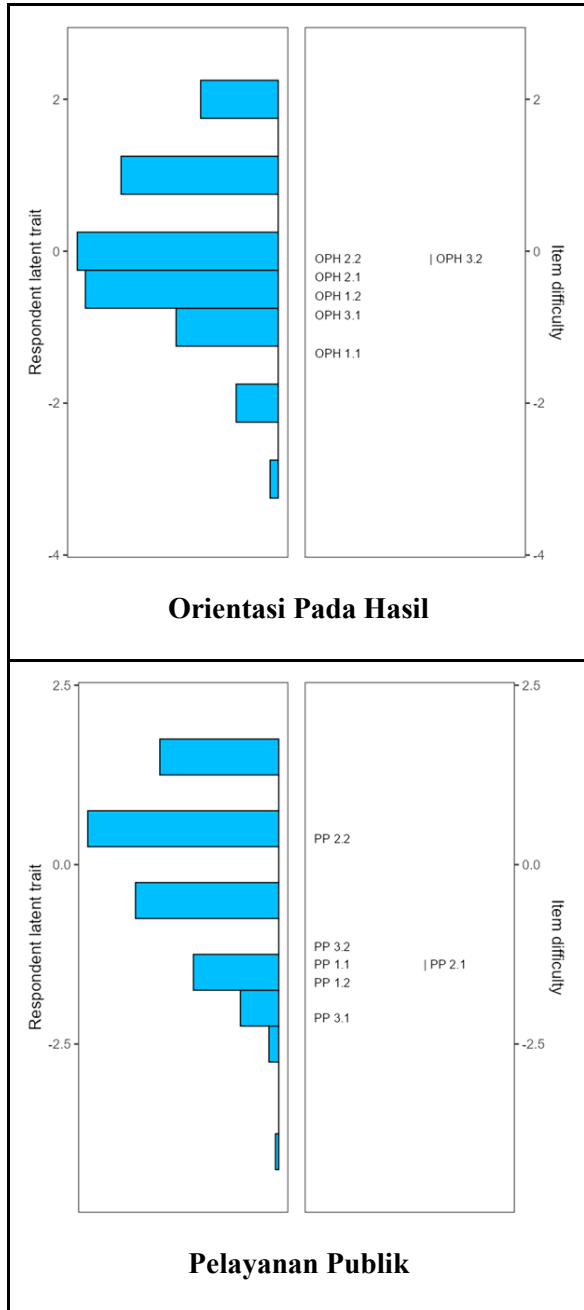 Respondent latent trait
2
0
-2
-4
OPH 2.2 | OPH 3.2
OPH 2.1
OPH 1.2
OPH 3.1
OPH 1.1
2
0
-2
-4
Item difficulty
Orientasi Pada Hasil
Respondent latent trait
2.5
0.0
-2.5
PP 2.2
PP 3.2
PP 1.1 | PP 2.1
PP 1.2
PP 3.1
2.5
0.0
-2.5
Item difficulty
Pelayanan Publik